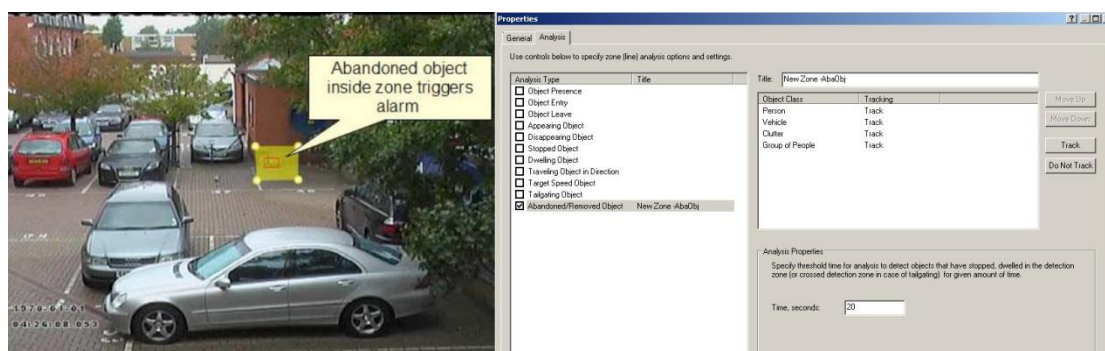 Abandoned object
inside zone triggers
alarm
-1970-01-01
04:26:08.053
Properties
General Analysis
Use controls below to specify zone (line) analysis options and settings.
Analysis Type Title
Object Presence
Object Entry
Object Leave
Appearing Object
Disappearing Object
Stopped Object
Dwelling Object
Traveling Object in Direction
Target Speed Object
Tailgating Object
Abandoned/Removed Object New Zone -AbaObj
Title: New Zone -AbaObj
Object Class Tracking
Person Track
Vehicle Track
Clutter Track
Group of People Track
Move Up
Move Down
Track
Do Not Track
Analysis Properties
Specify threshold time for analysis to detect objects that have stopped, dwelled in the detection
zone (or crossed detection zone in case of tailgating) for given amount of time.
Time, seconds: 20